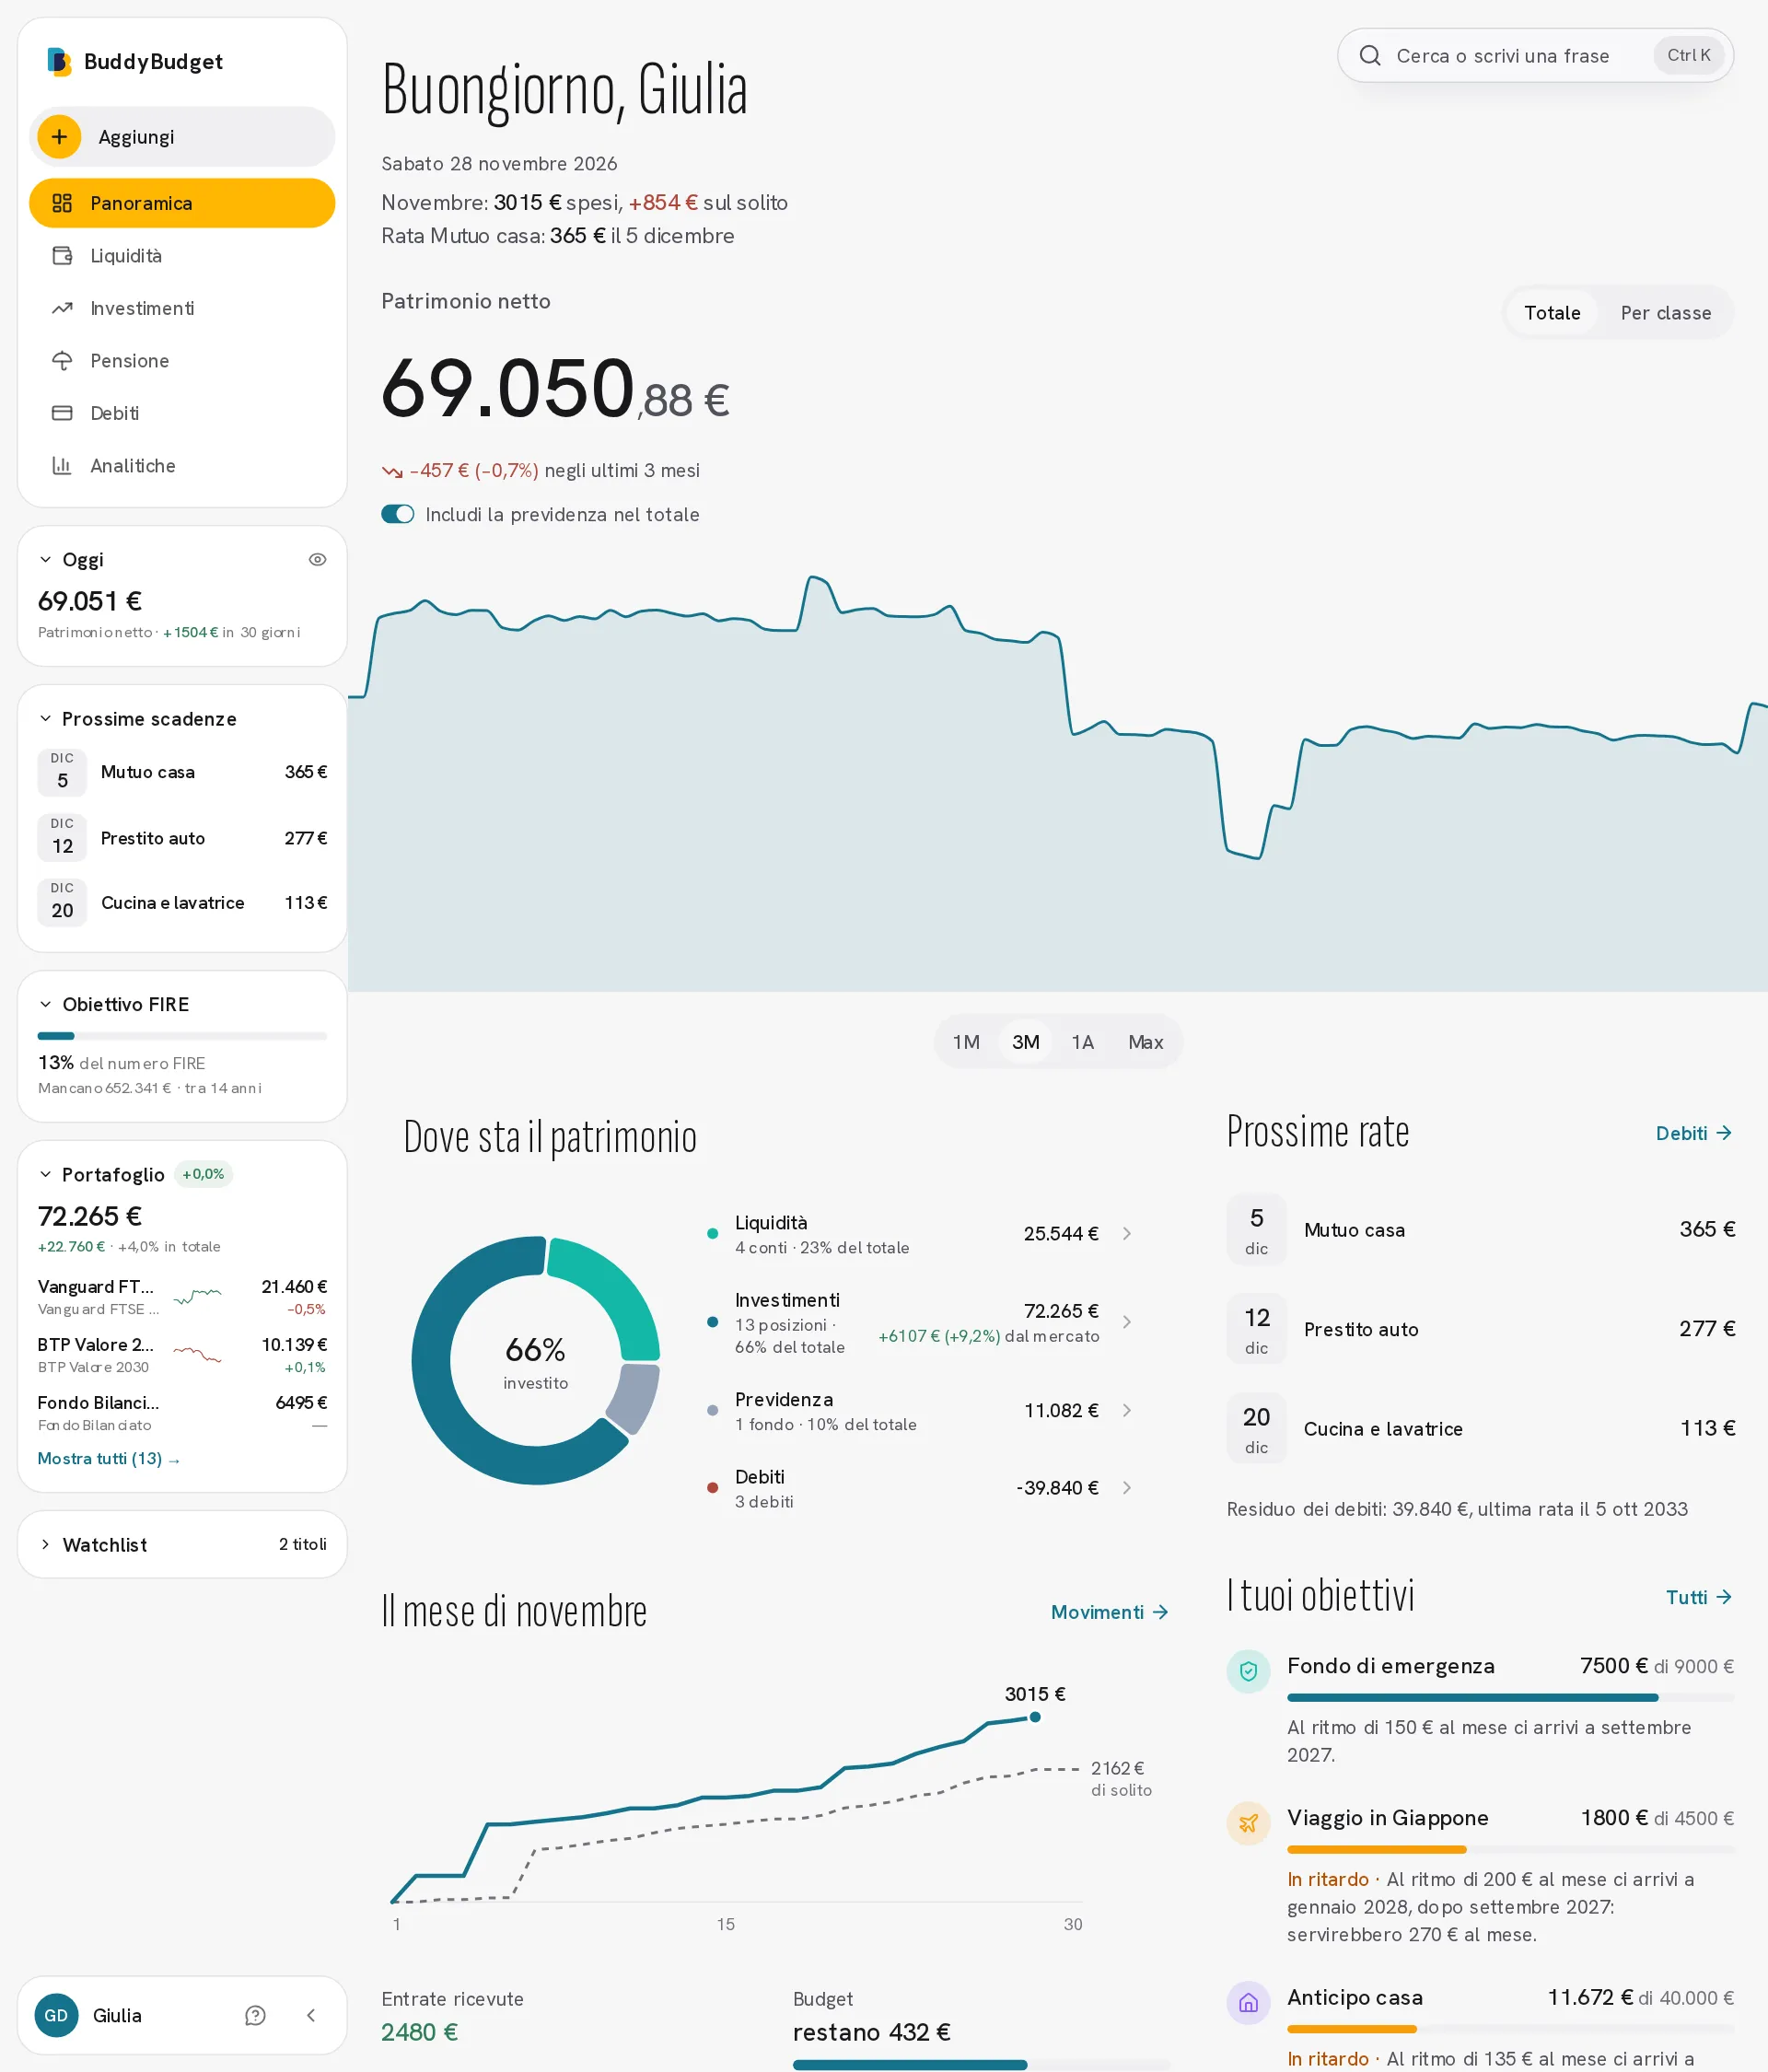 BuddyBudget
Aggiungi
Panoramica
Liquidità
Investimenti
Pensione
Debiti
Analitiche
Oggi
69.051 €
Patrimonio netto · +1504 € in 30 giorni
Prossime scadenze
DIC
5
Mutuo casa
365 €
DIC
12
Prestito auto
277 €
DIC
20
Cucina e lavatrice
113 €
Obiettivo FIRE
13% del numero FIRE
Mancano 652.341 € · tra 14 anni
Portafoglio
+0,0%
72.265 €
+22.760 € · +4,0% in totale
Vanguard FT...
21.460 €
Vanguard FTSE ...
−0,5%
BTP Valore 2...
10.139 €
BTP Valore 2030
+0,1%
Fondo Bilanci...
6495 €
Fondo Bilanciato
—
Mostra tutti (13) →
Watchlist
2 titoli
GD
Giulia
Buongiorno, Giulia
Cerca o scrivi una frase
Ctrl K
Sabato 28 novembre 2026
Novembre: 3015 € spesi, +854 € sul solito
Rata Mutuo casa: 365 € il 5 dicembre
Patrimonio netto
Totale
Per classe
69.050,88 €
−457 € (−0,7%) negli ultimi 3 mesi
Includi la previdenza nel totale
1M
3M
1A
Max
Dove sta il patrimonio
66%
investito
Liquidità
25.544 €
4 conti · 23% del totale
Investimenti
72.265 €
13 posizioni ·
66% del totale
+6107 € (+9,2%) dal mercato
Previdenza
11.082 €
1 fondo · 10% del totale
Debiti
-39.840 €
3 debiti
Prossime rate
Debiti →
5
dic
Mutuo casa
365 €
12
dic
Prestito auto
277 €
20
dic
Cucina e lavatrice
113 €
Residuo dei debiti: 39.840 €, ultima rata il 5 ott 2033
Il mese di novembre
Movimenti →
3015 €
2162 €
di solito
1
15
30
Entrate ricevute
2480 €
Budget
restano 432 €
I tuoi obiettivi
Tutti →
Fondo di emergenza
7500 € di 9000 €
Al ritmo di 150 € al mese ci arrivi a settembre
2027.
Viaggio in Giappone
1800 € di 4500 €
In ritardo · Al ritmo di 200 € al mese ci arrivi a
gennaio 2028, dopo settembre 2027:
servirebbero 270 € al mese.
Anticipo casa
11.672 € di 40.000 €
In ritardo · Al ritmo di 135 € al mese ci arrivi a